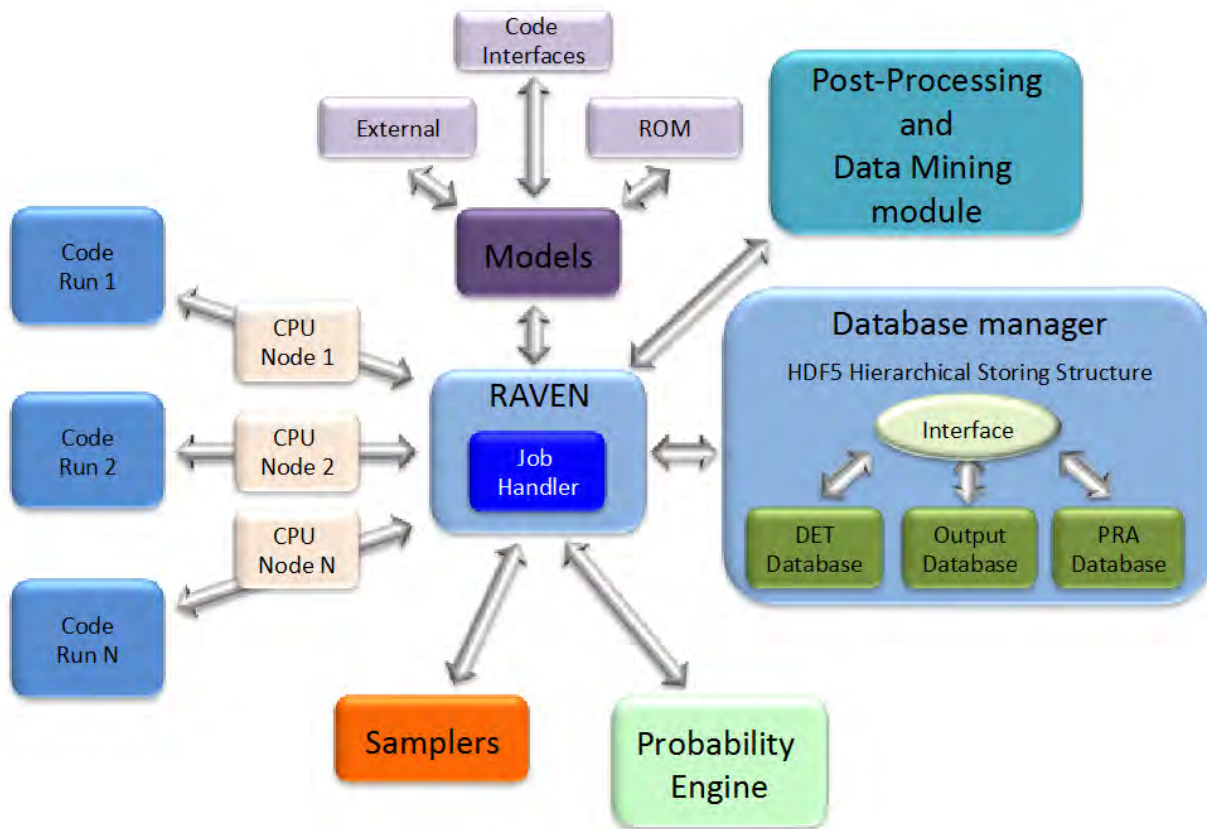 Code
Interfaces
External
ROM
Post-Processing
and
Data Mining
module
Models
Code
Run 1
CPU
Node 1
Code
Run 2
CPU
Node 2
Code
Run N
CPU
Node N
RAVEN
Job
Handler
Database manager
HDF5 Hierarchical Storing Structure
Interface
DET
Database
Output
Database
PRA
Database
Samplers
Probability
Engine